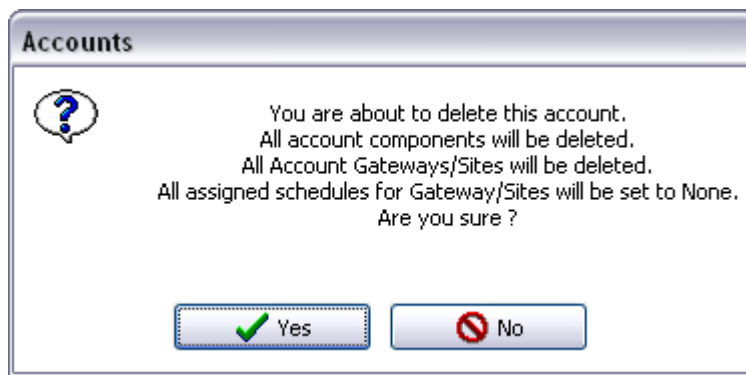 Accounts
You are about to delete this account.
All account components will be deleted.
All Account Gateways/Sites will be deleted.
All assigned schedules for Gateway/Sites will be set to None.
Are you sure ?
Yes
No